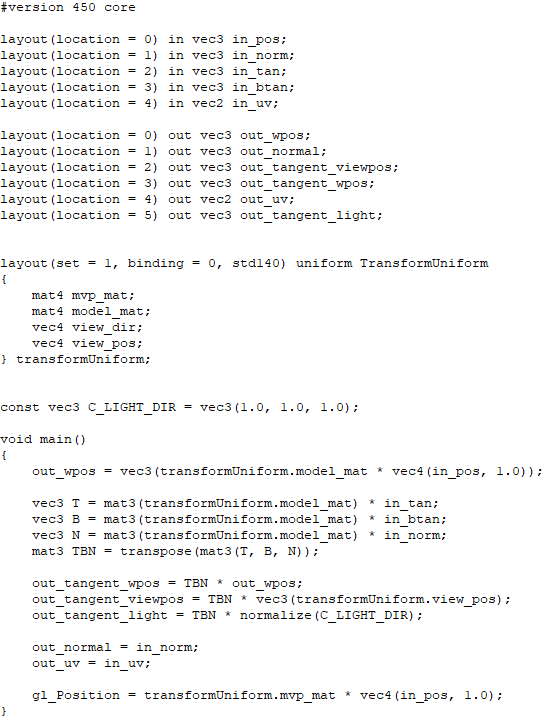 #version 450 core

layout(location = 0) in vec3 in_pos;
layout(location = 1) in vec3 in_norm;
layout(location = 2) in vec3 in_tan;
layout(location = 3) in vec3 in_btan;
layout(location = 4) in vec2 in_uv;

layout(location = 0) out vec3 out_wpos;
layout(location = 1) out vec3 out_normal;
layout(location = 2) out vec3 out_tangent_viewpos;
layout(location = 3) out vec3 out_tangent_wpos;
layout(location = 4) out vec2 out_uv;
layout(location = 5) out vec3 out_tangent_light;


layout(set = 1, binding = 0, std140) uniform TransformUniform
{
    mat4 mvp_mat;
    mat4 model_mat;
    vec4 view_dir;
    vec4 view_pos;
} transformUniform;


const vec3 C_LIGHT_DIR = vec3(1.0, 1.0, 1.0);

void main()
{
    out_wpos = vec3(transformUniform.model_mat * vec4(in_pos, 1.0));

    vec3 T = mat3(transformUniform.model_mat) * in_tan;
    vec3 B = mat3(transformUniform.model_mat) * in_btan;
    vec3 N = mat3(transformUniform.model_mat) * in_norm;
    mat3 TBN = transpose(mat3(T, B, N));

    out_tangent_wpos = TBN * out_wpos;
    out_tangent_viewpos = TBN * vec3(transformUniform.view_pos);
    out_tangent_light = TBN * normalize(C_LIGHT_DIR);

    out_normal = in_norm;
    out_uv = in_uv;

    gl_Position = transformUniform.mvp_mat * vec4(in_pos, 1.0);
}